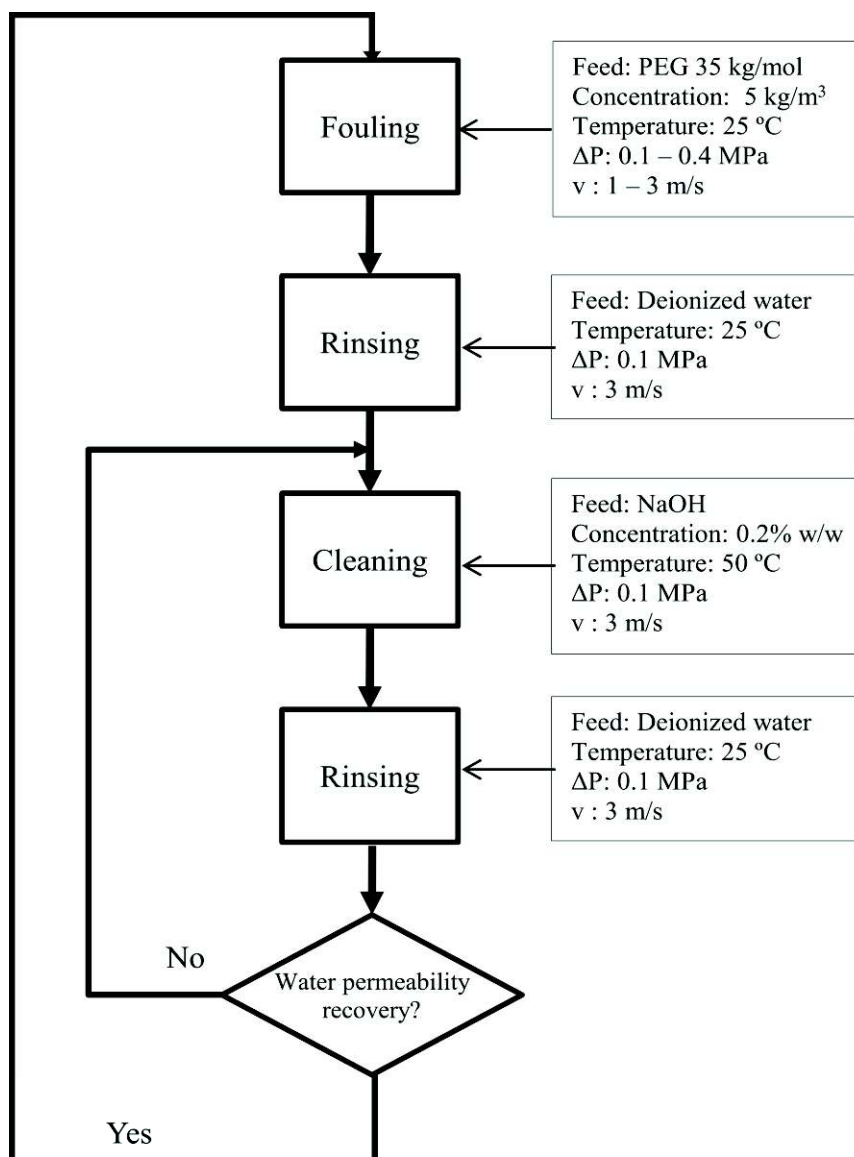 Fouling
Feed: PEG 35 kg/mol
Concentration:  5 kg/m³
Temperature: 25 ºC
ΔP: 0.1 – 0.4 MPa
v : 1 – 3 m/s
Rinsing
Feed: Deionized water
Temperature: 25 ºC
ΔP: 0.1 MPa
v : 3 m/s
Cleaning
Feed: NaOH
Concentration: 0.2% w/w
Temperature: 50 ºC
ΔP: 0.1 MPa
v : 3 m/s
Rinsing
Feed: Deionized water
Temperature: 25 ºC
ΔP: 0.1 MPa
v : 3 m/s
No
Water permeability
recovery?
Yes